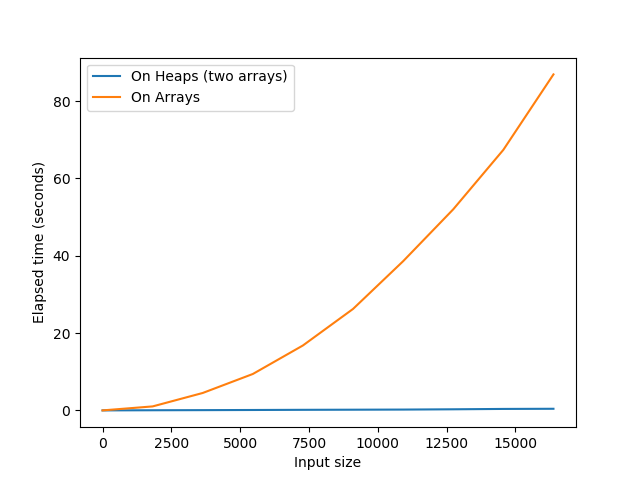 On Heaps (two arrays)
On Arrays
80
60
40
20
0
Elapsed time (seconds)
0 2500 5000 7500 10000 12500 15000
Input size